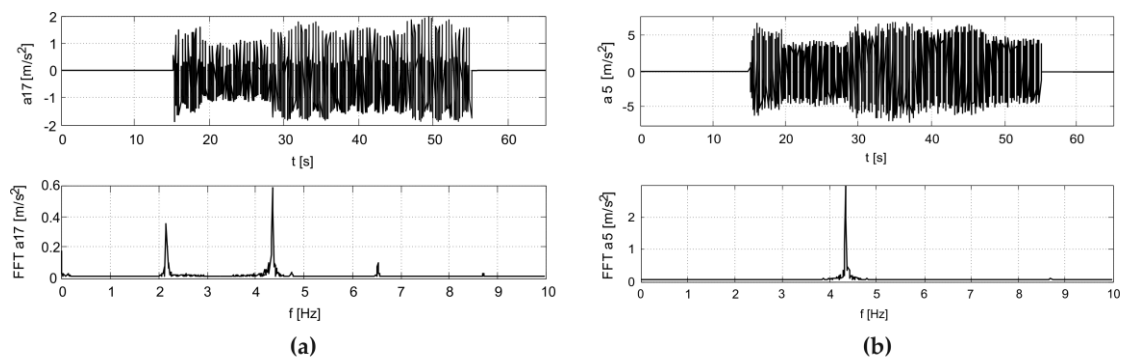 2
1
0
-1
-2
a17 [m/s²]
0 10 20 30 40 50 60
t [s]
0.6
0.4
0.2
0
FFT a17 [m/s²]
0 1 2 3 4 5 6 7 8 9 10
f [Hz]
(a)
5
0
-5
a 5 [m/s²]
0 10 20 30 40 50 60
t [s]
2
1
0
FFT a 5 [m/s²]
0 1 2 3 4 5 6 7 8 9 10
f [Hz]
(b)